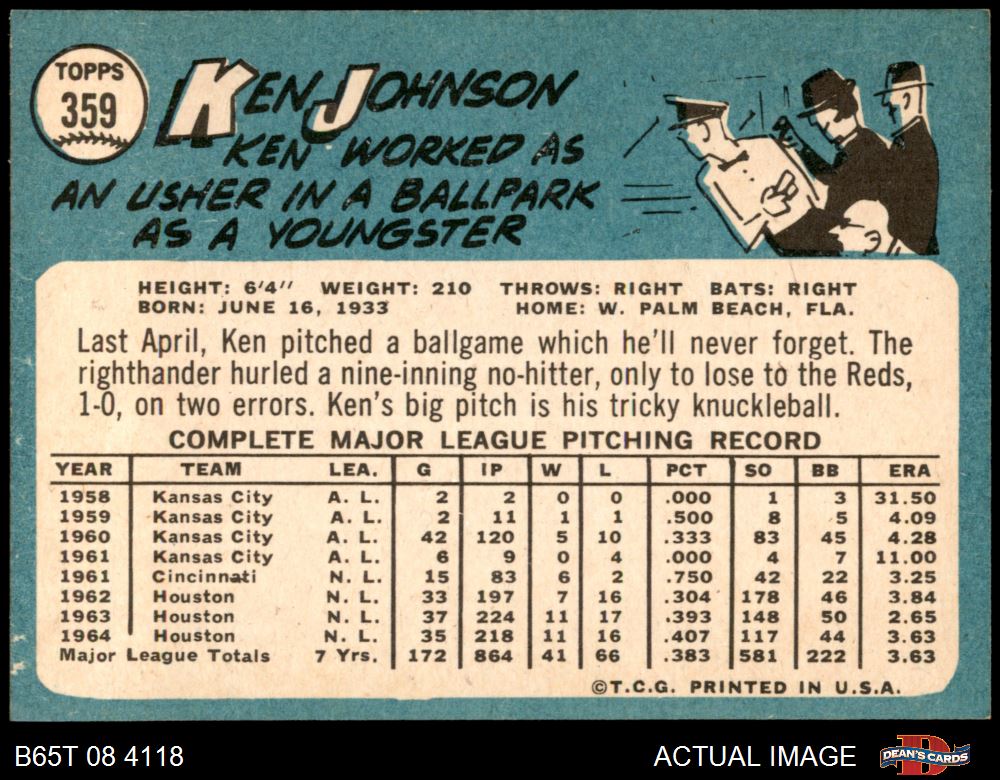 TOPPS
359
KEN JOHNSON
KEN WORKED AS
AN USHER IN A BALLPARK
AS A YOUNGSTER
HEIGHT: 6'4" WEIGHT: 210 THROWS: RIGHT BATS: RIGHT
BORN: JUNE 16, 1933 HOME: W. PALM BEACH, FLA.
Last April, Ken pitched a ballgame which he'll never forget. The
righthander hurled a nine-inning no-hitter, only to lose to the Reds,
1-0, on two errors. Ken's big pitch is his tricky knuckleball.
COMPLETE MAJOR LEAGUE PITCHING RECORD
YEAR TEAM LEA. G IP W L PCT SO BB ERA
1958 Kansas City A. L. 2 2 0 0 .000 1 3 31.50
1959 Kansas City A. L. 2 11 1 1 .500 8 5 4.09
1960 Kansas City A. L. 42 120 5 10 .333 83 45 4.28
1961 Kansas City A. L. 6 9 0 4 .000 4 7 11.00
1961 Cincinnati N. L. 15 83 6 2 .750 42 22 3.25
1962 Houston N. L. 33 197 7 16 .304 178 46 3.84
1963 Houston N. L. 37 224 11 17 .393 148 50 2.65
1964 Houston N. L. 35 218 11 16 .407 117 44 3.63
Major League Totals 7 Yrs. 172 864 41 66 .383 581 222 3.63
©T.C.G. PRINTED IN U.S.A.
B65T 08 4118 ACTUAL IMAGE DEAN'S CARDS